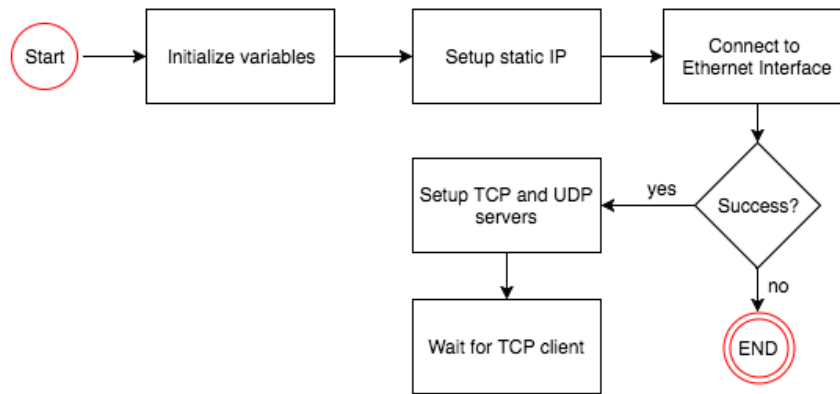 Start
Initialize variables
Setup static IP
Connect to
Ethernet Interface
Success?
yes
no
Setup TCP and UDP
servers
Wait for TCP client
END